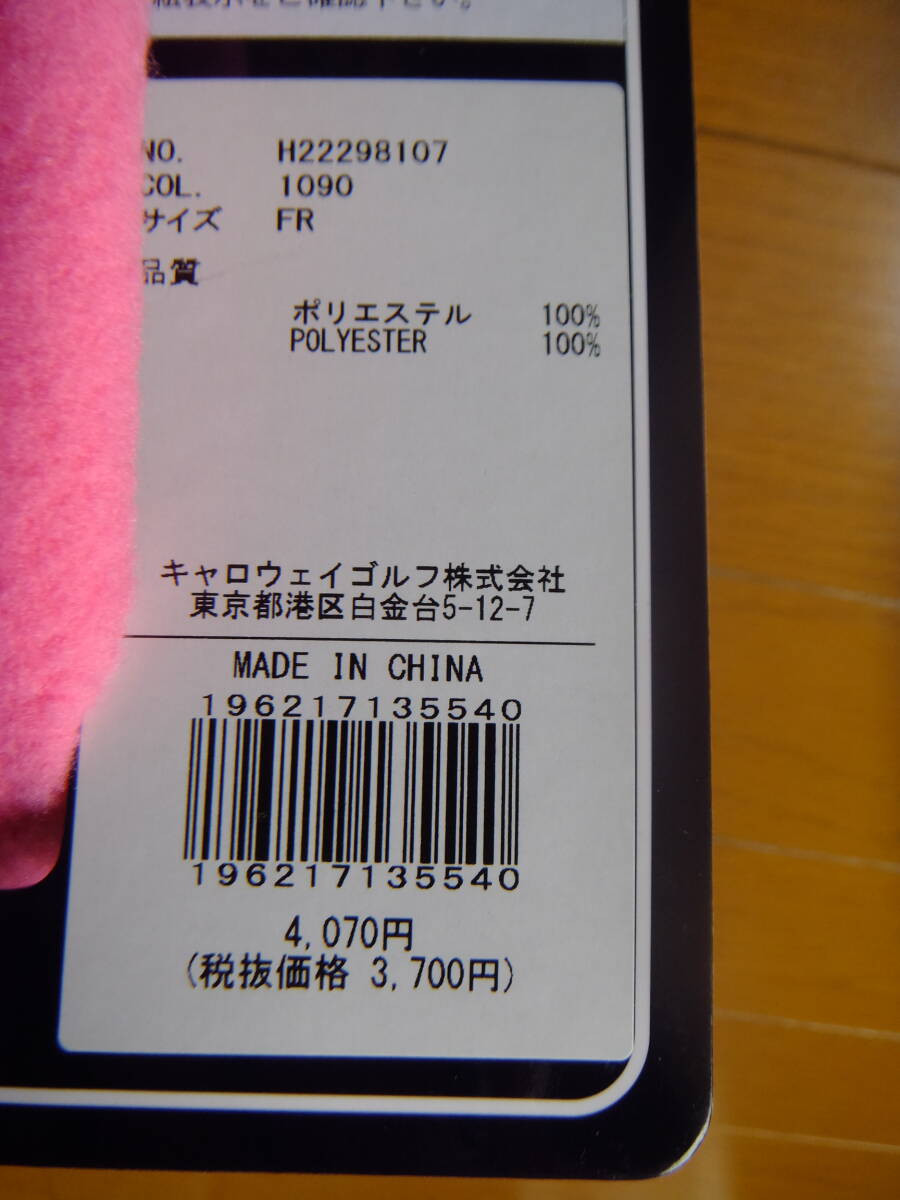 NO. H22298107
COL. 1090
サイズ FR
品質
ポリエステル 100%
POLYESTER 100%
キャロウェイゴルフ株式会社
東京都港区白金台5-12-7
MADE IN CHINA
196217135540
196217135540
4,070円
(税抜価格 3,700円)